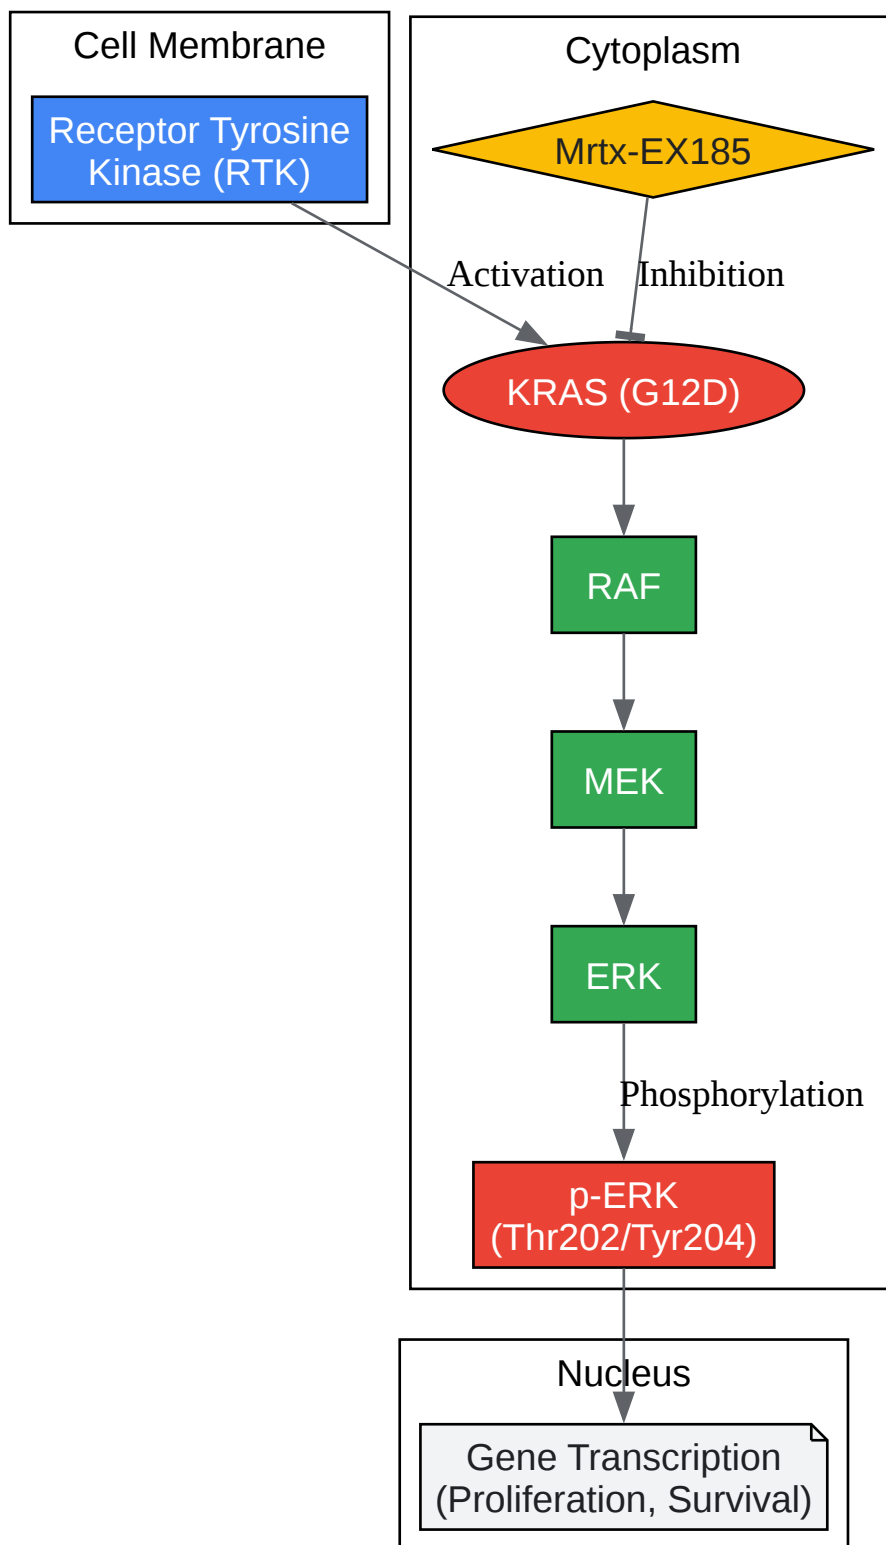 Cell Membrane
Receptor Tyrosine
Kinase (RTK)
Cytoplasm
Mrtx-EX185
Activation
Inhibition
KRAS (G12D)
RAF
MEK
ERK
Phosphorylation
p-ERK
(Thr202/Tyr204)
Nucleus
Gene Transcription
(Proliferation, Survival)